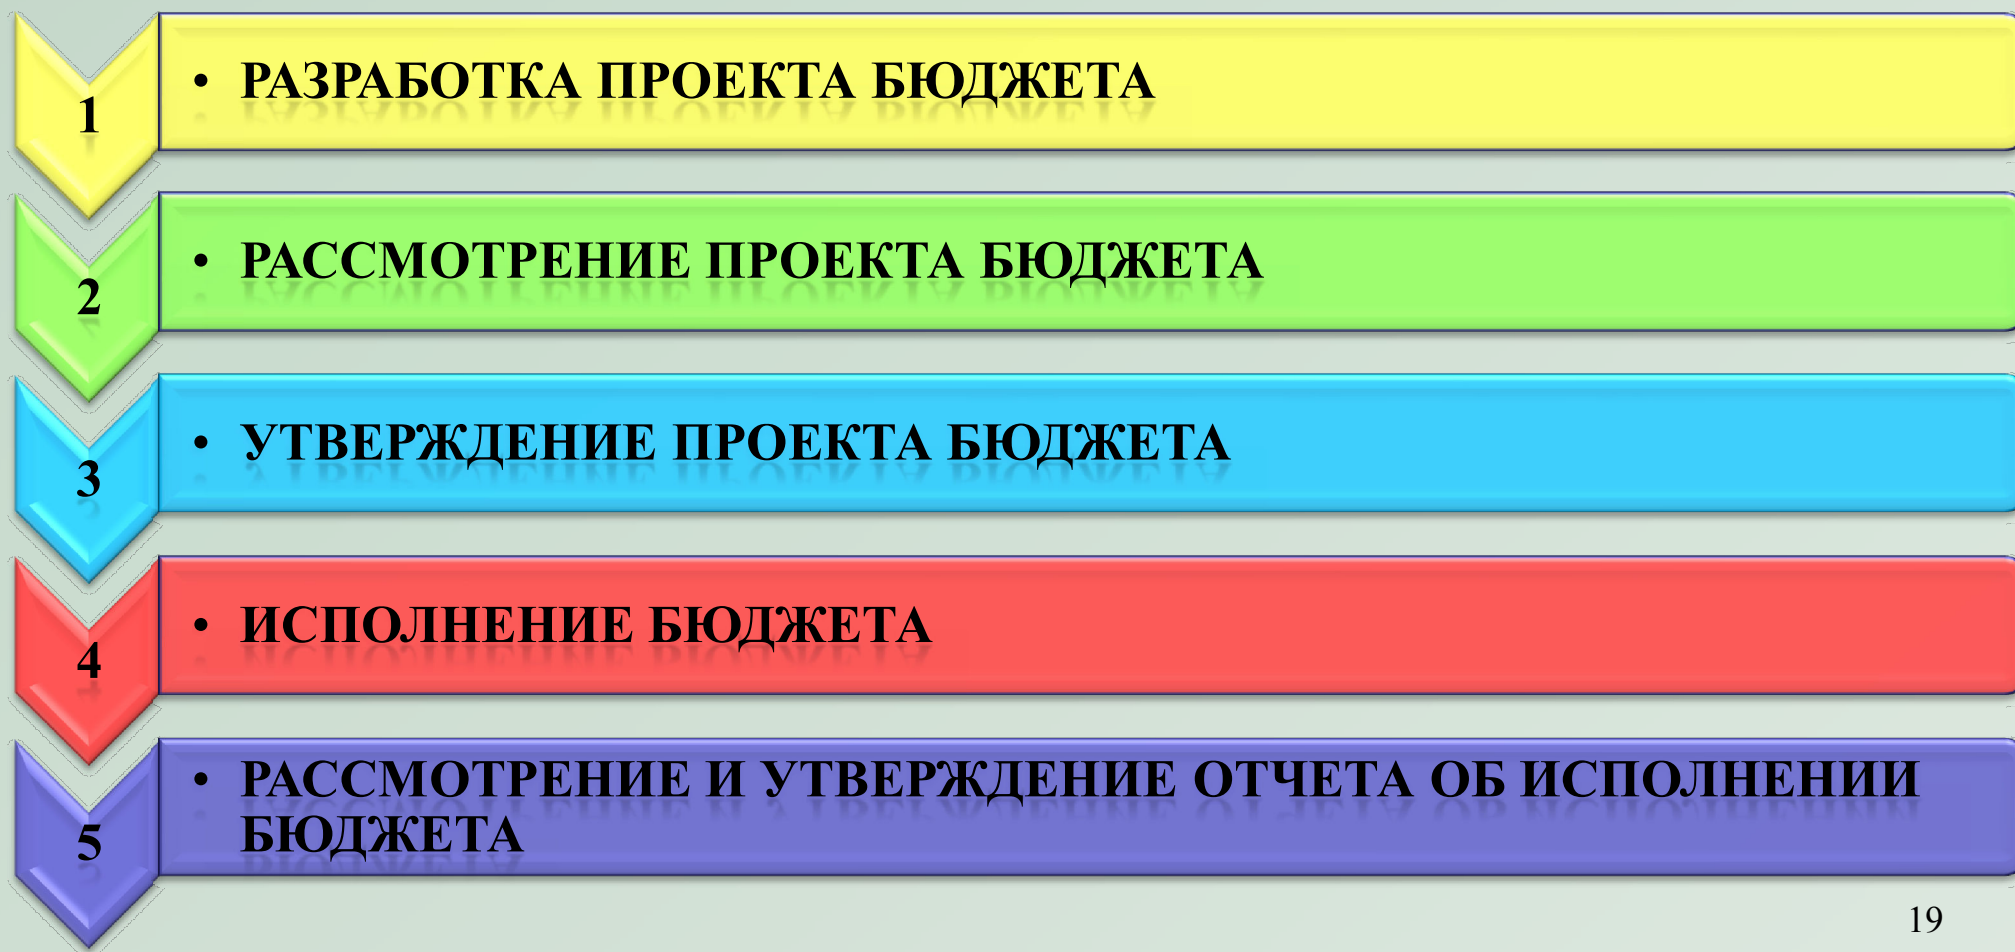 1
• РАЗРАБОТКА ПРОЕКТА БЮДЖЕТА
2
• РАССМОТРЕНИЕ ПРОЕКТА БЮДЖЕТА
3
• УТВЕРЖДЕНИЕ ПРОЕКТА БЮДЖЕТА
4
• ИСПОЛНЕНИЕ БЮДЖЕТА
5
• РАССМОТРЕНИЕ И УТВЕРЖДЕНИЕ ОТЧЕТА ОБ ИСПОЛНЕНИИ
БЮДЖЕТА
19